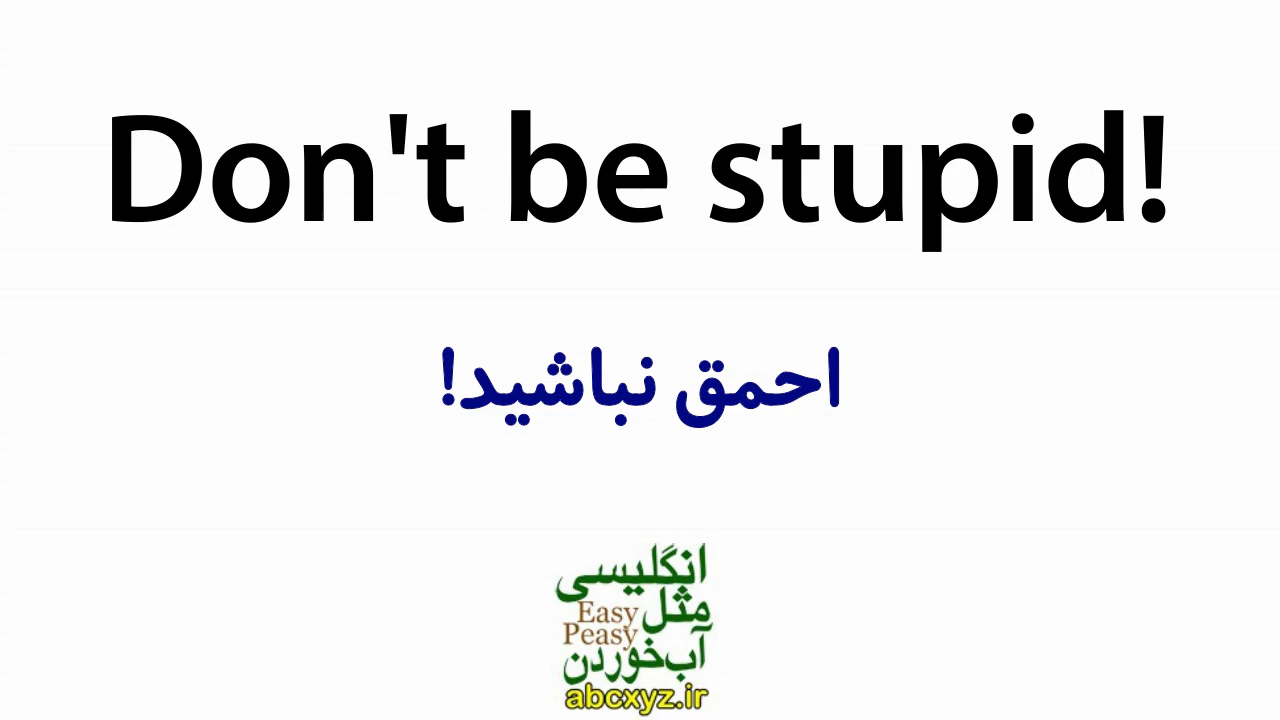 Don't be stupid!
احمق نباشید!
انگلیسی
مثل
Easy
Peasy
آب‌خوردن
abcxyz.ir